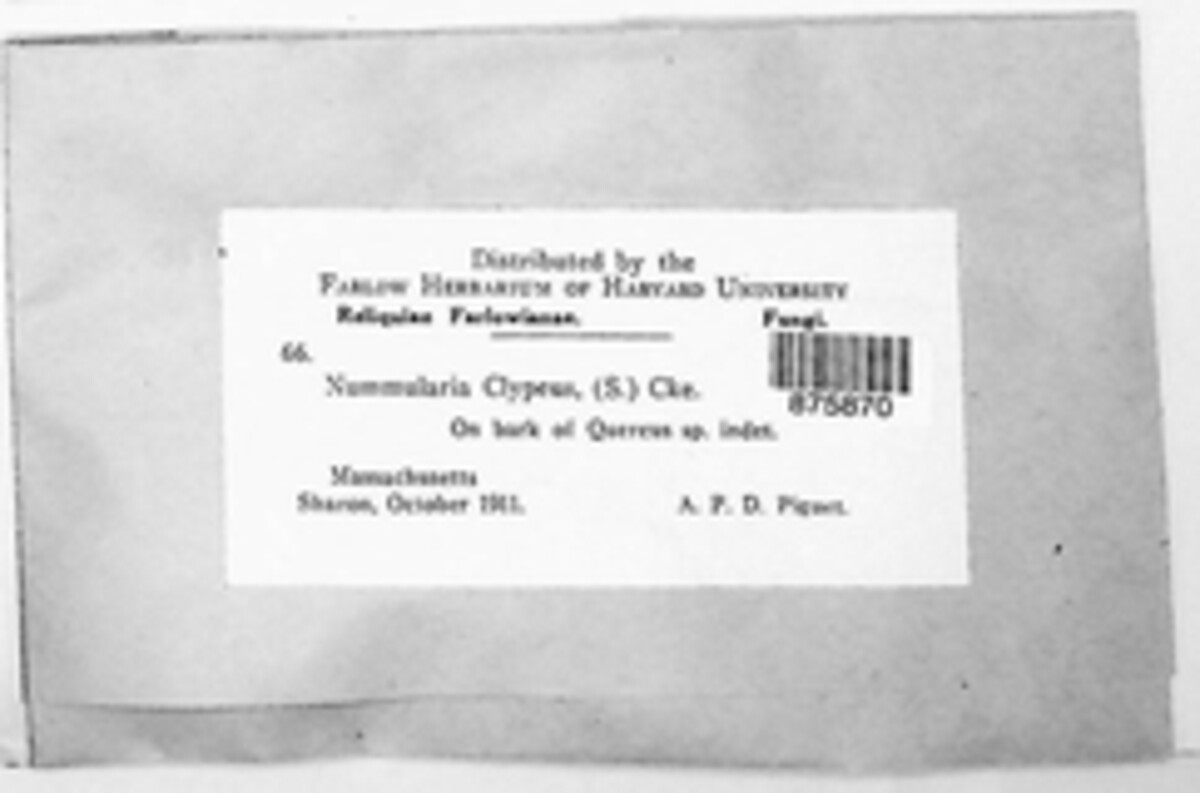 Distributed by the
FARLOW HERBARIUM OF HARVARD UNIVERSITY
Reliquiae Farlowianae. Fungi.
66.
Nummularia Clypeus, (S.) Cke.
875870
On bark of Quercus sp. indet.
Massachusetts
Sharon, October 1911. A. P. D. Piguet.